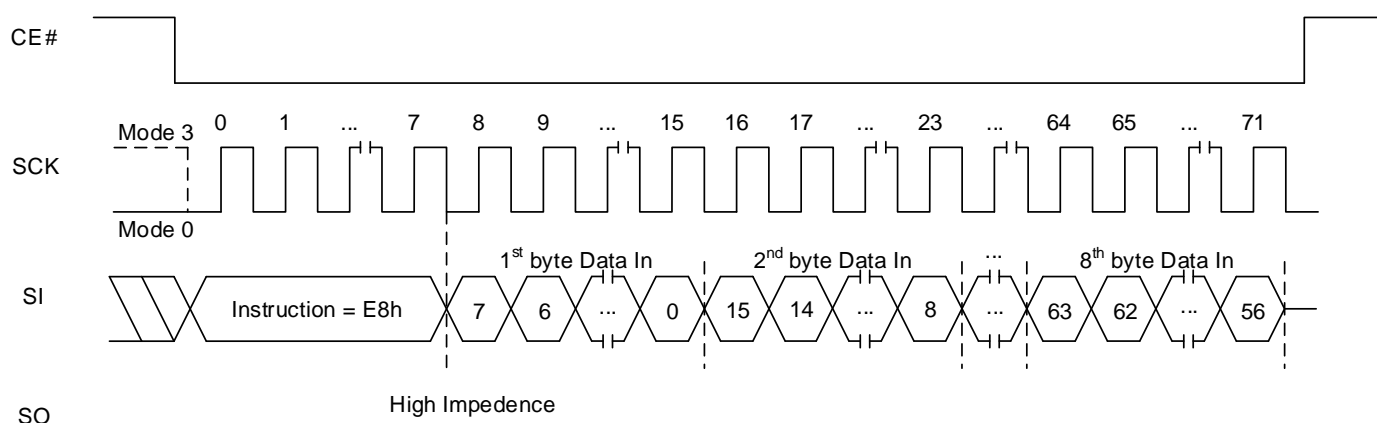 CE#
0 1 ... 7 8 9 ... 15 16 17 ... 23 ... 64 65 ... 71
Mode 3
SCK
Mode 0
1st byte Data In 2nd byte Data In ... 8th byte Data In
SI Instruction = E8h 7 6 ... 0 15 14 ... 8 ... 63 62 ... 56
High Impedence
SO